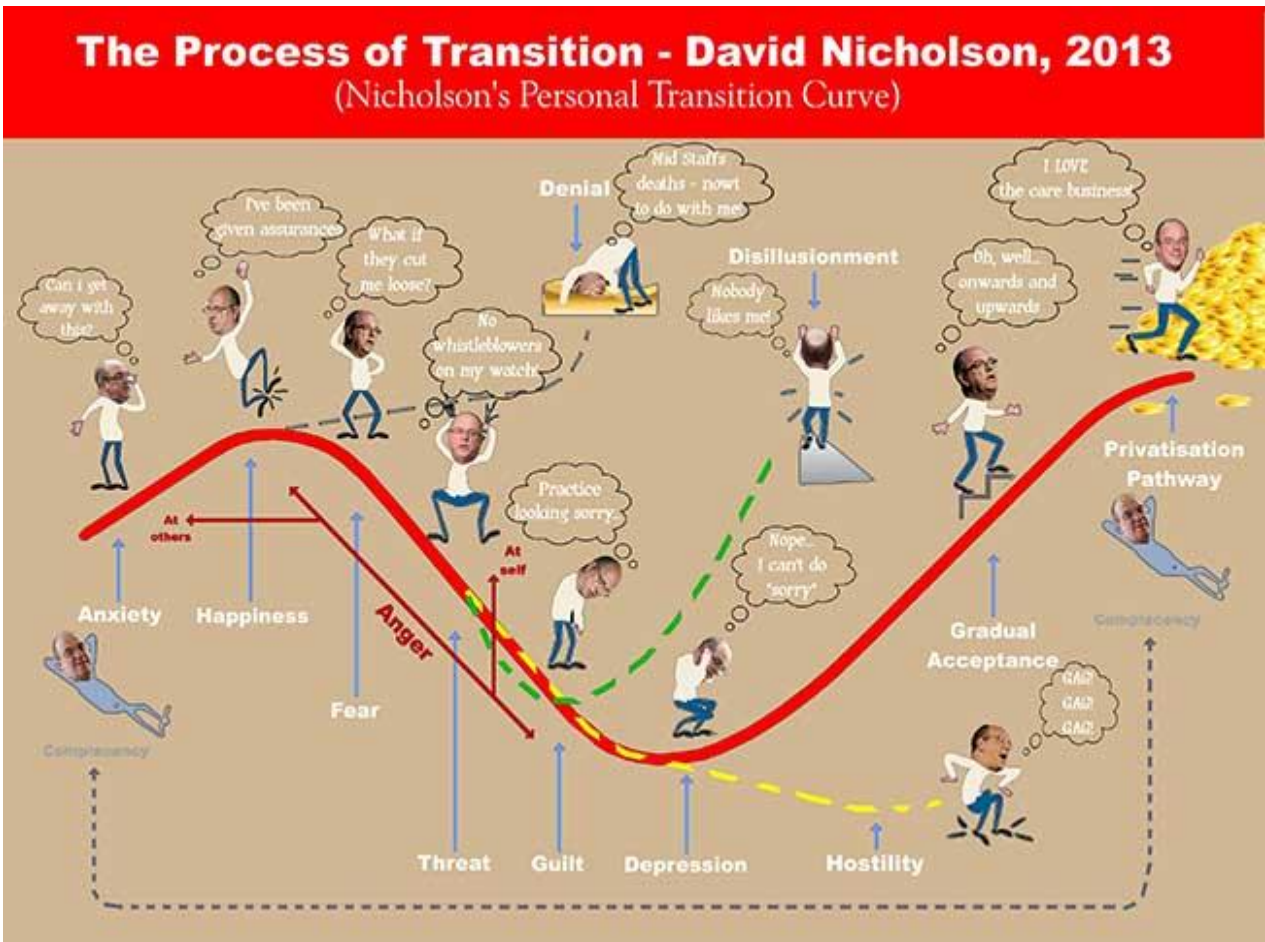 The Process of Transition - David Nicholson, 2013
(Nicholson's Personal Transition Curve)
Can i get
away with
this?..
I've been
given assurance
What if
they cut
me loose?
No
whistleblowers
on my watch!
Denial
Mid Staffs
deaths - nowt
to do with me!
Practice
looking sorry..
Disillusionment
Nobody
likes me!
Nope...
I can't do
"sorry"
Oh, well...
onwards and
upwards
I LOVE
the care business!
Privatisation
Pathway
At
others
At
self
Anger
Anxiety
Happiness
Fear
Threat
Guilt
Depression
Hostility
Gradual
Acceptance
GAG!
GAG!
GAG!
Complacency
Complacency